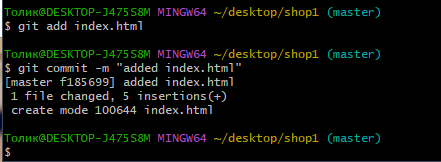 Толик@DESKTOP-J475S8M MINGW64 ~/desktop/shop1 (master)
$ git add index.html
Толик@DESKTOP-J475S8M MINGW64 ~/desktop/shop1 (master)
$ git commit -m "added index.html"
[master f185699] added index.html
1 file changed, 5 insertions(+)
create mode 100644 index.html
Толик@DESKTOP-J475S8M MINGW64 ~/desktop/shop1 (master)
$